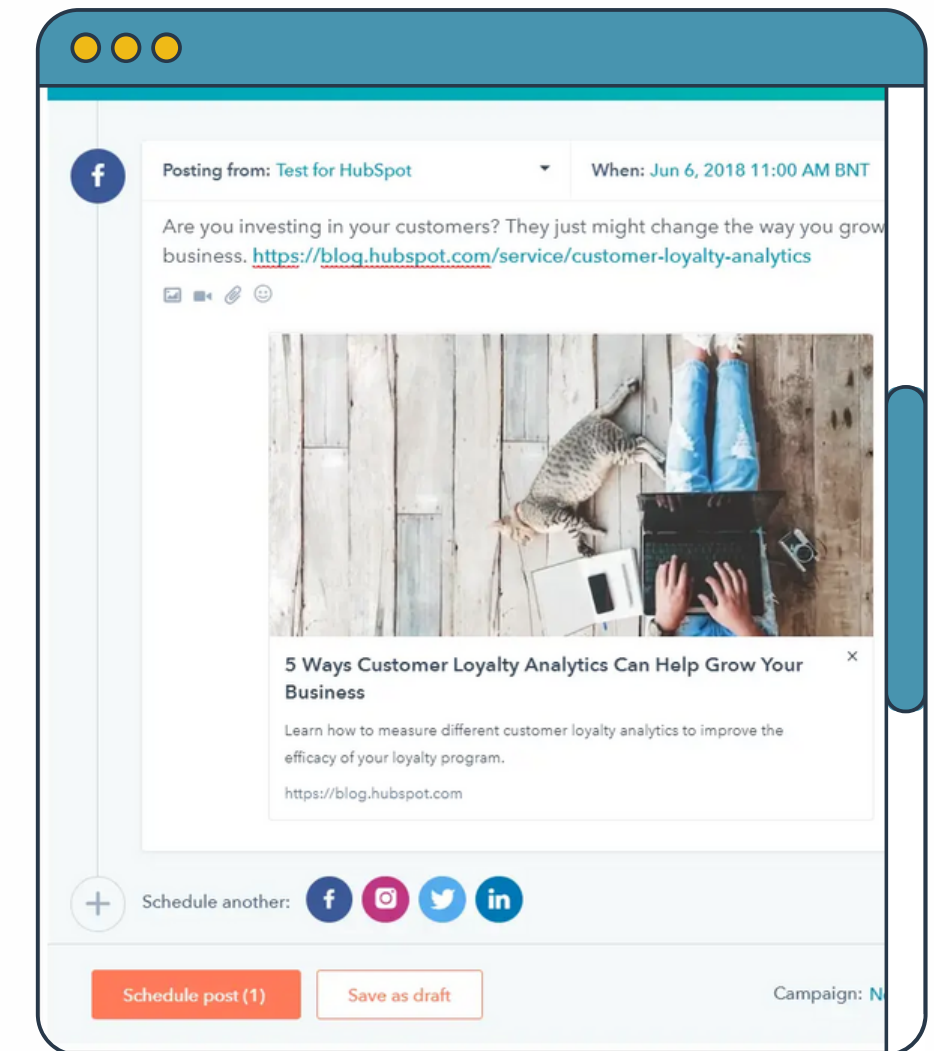 Posting from: Test for HubSpot
When: Jun 6, 2018 11:00 AM BNT
Are you investing in your customers? They just might change the way you grow
business. https://blog.hubspot.com/service/customer-loyalty-analytics
5 Ways Customer Loyalty Analytics Can Help Grow Your
Business
Learn how to measure different customer loyalty analytics to improve the
efficacy of your loyalty program.
https://blog.hubspot.com
Schedule another:
Schedule post (1)
Save as draft
Campaign: